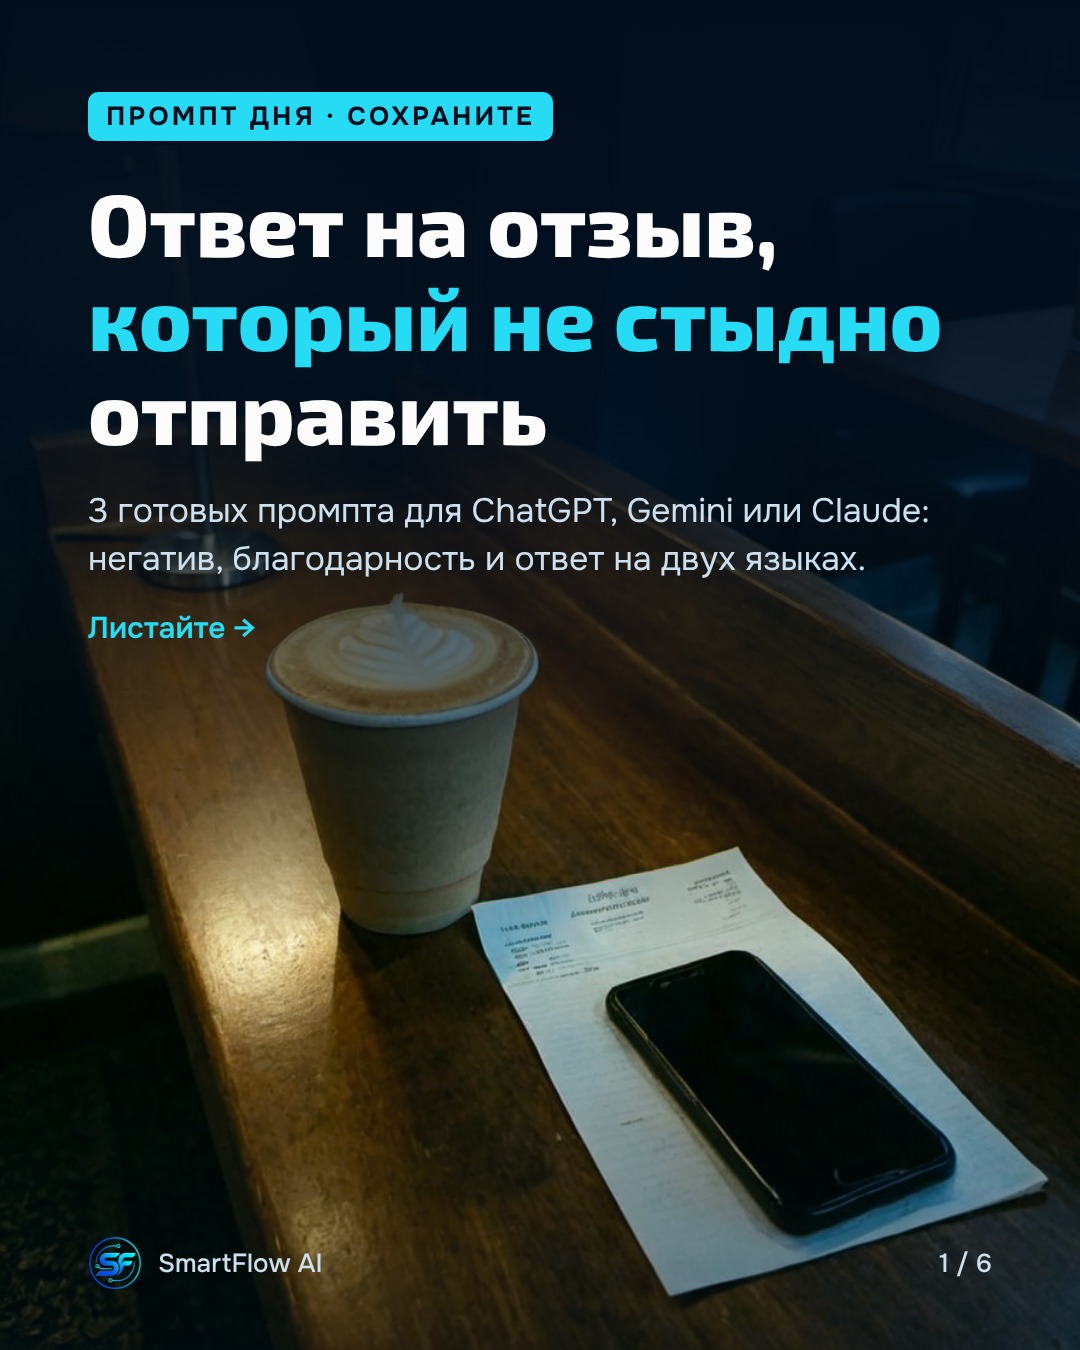 ПРОМПТ ДНЯ · СОХРАНИТЕ
Ответ на отзыв,
который не стыдно
отправить
3 готовых промпта для ChatGPT, Gemini или Claude:
негатив, благодарность и ответ на двух языках.
Листайте →
SF SmartFlow AI
1 / 6